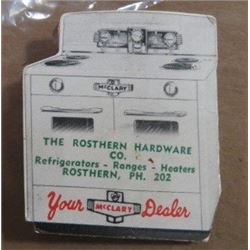 McCLARY
THE ROSTHERN HARDWARE
CO.
Refrigerators - Ranges - Heaters
ROSTHERN, PH. 202
Your McCLARY Dealer